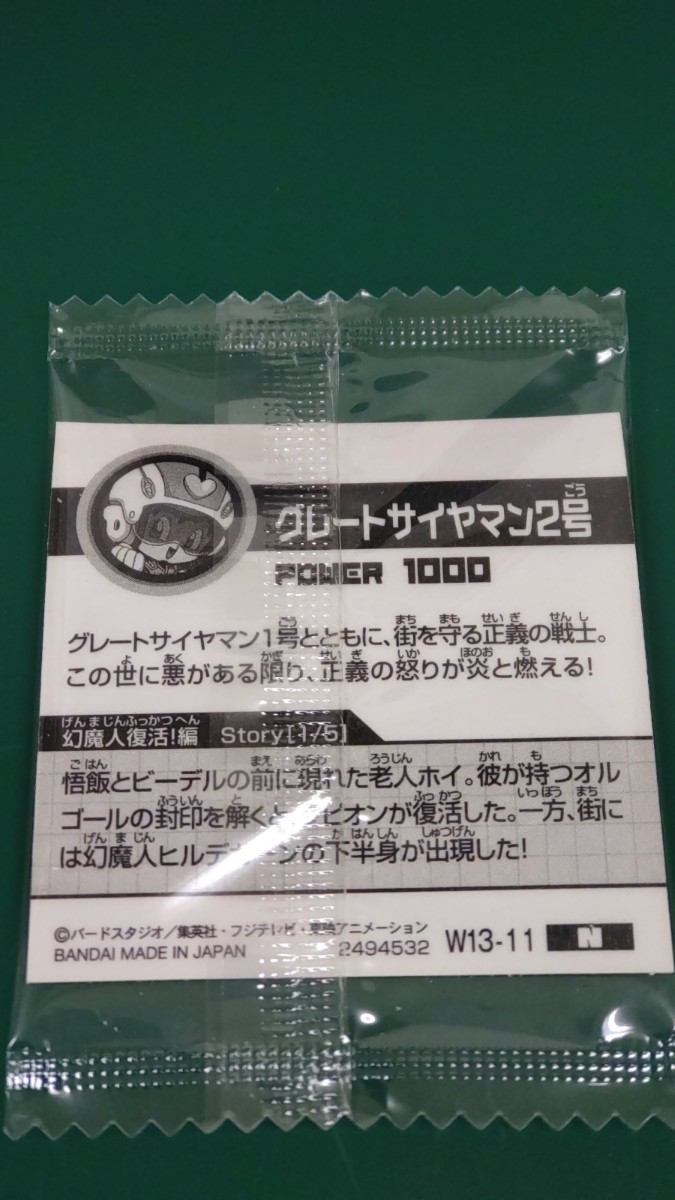 グレートサイヤマン2号
POWER 1000
グレートサイヤマン1号とともに、街を守る正義の戦士。
この世に悪がある限り、正義の怒りが炎と燃える!
幻魔人復活!編 Story[1/5]
悟飯とビーデルの前に現れた老人ホイ。彼が持つオル
ゴールの封印を解くと ピオンが復活した。一方、街に
は幻魔人ヒルデ ーンの下半身が出現した!
©バードスタジオ/集英社・フジテレビ・東映アニメーション
BANDAI MADE IN JAPAN 2494532 W13-11 N